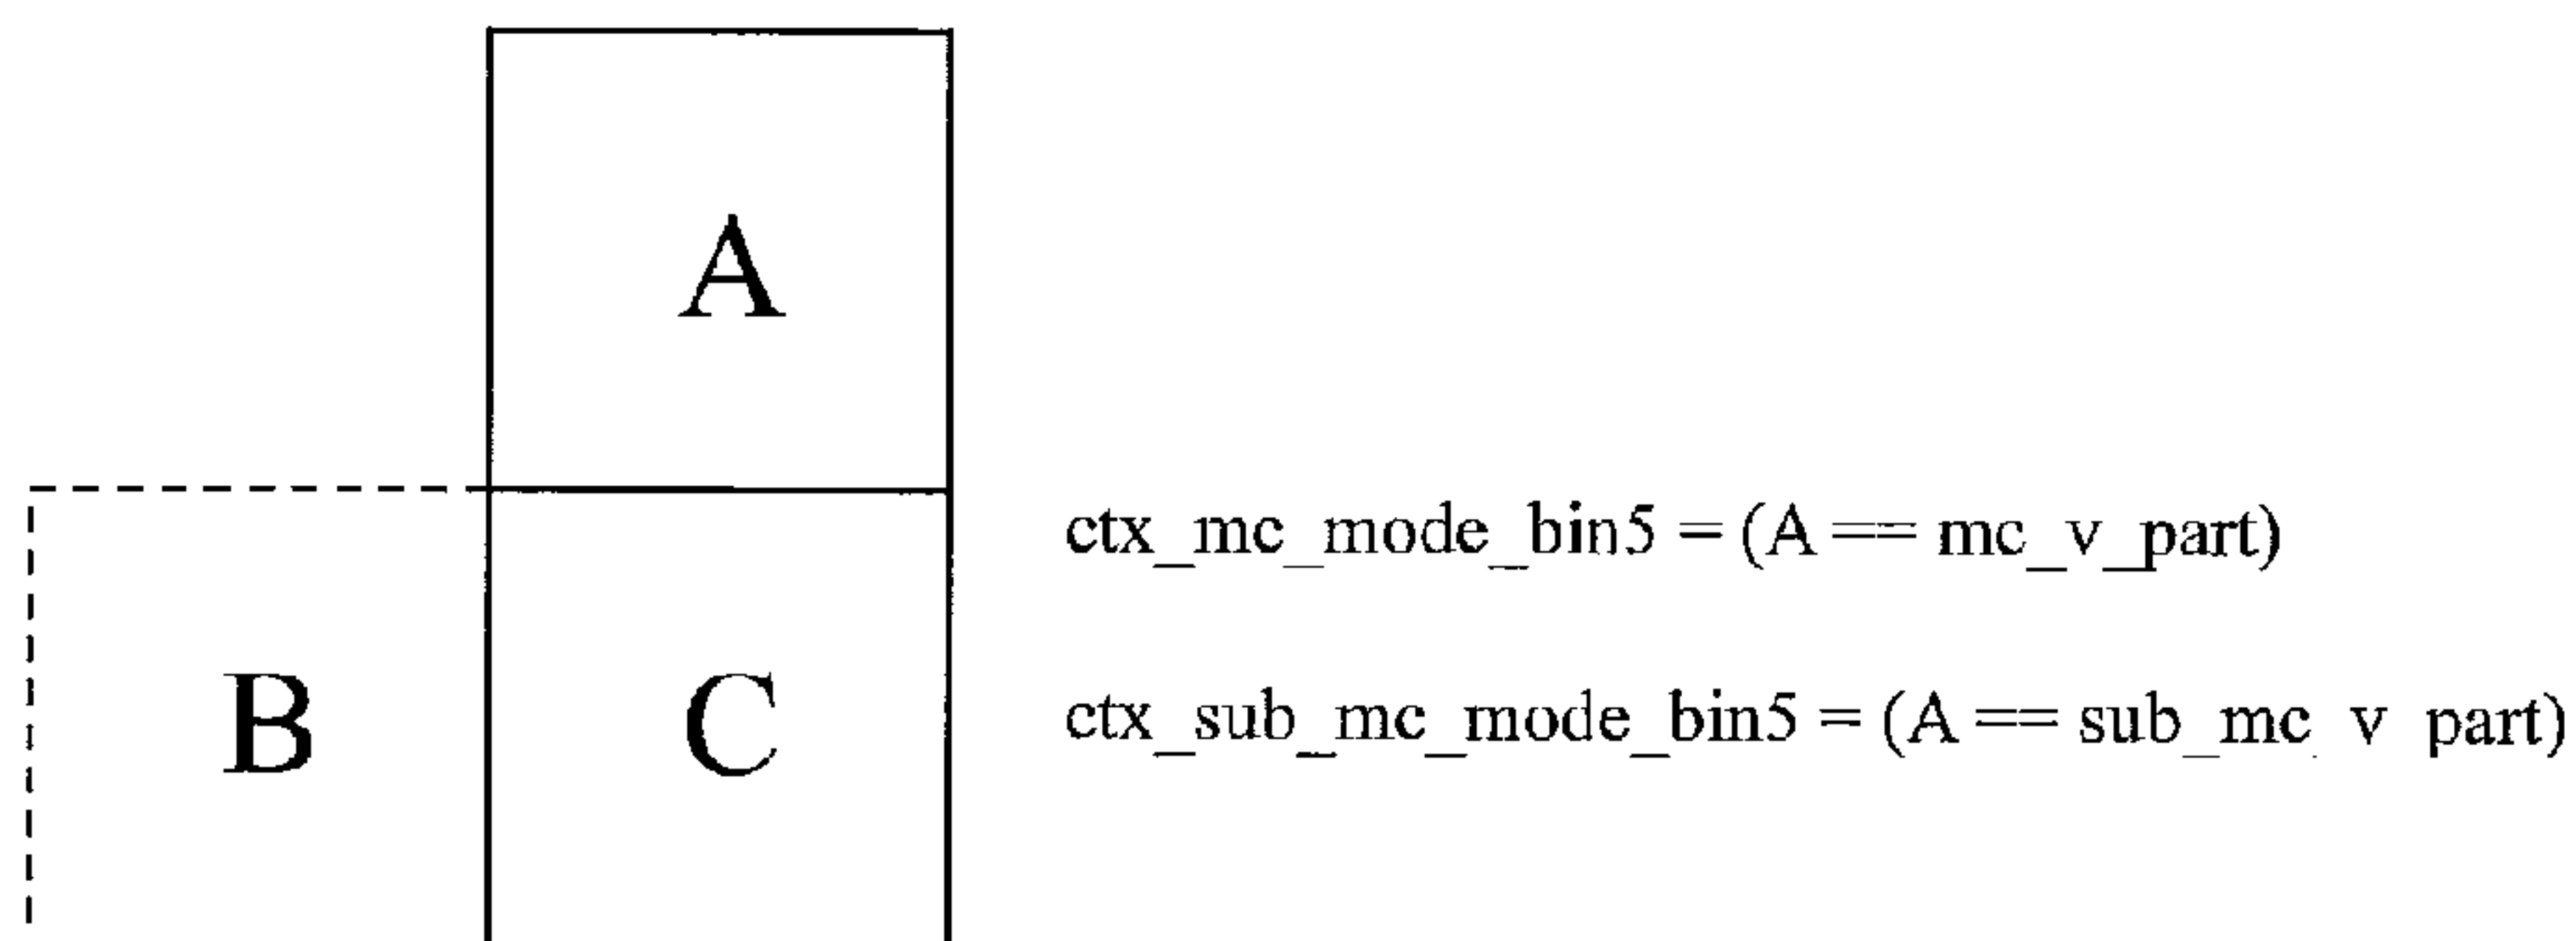 A
ctx_mc_mode_bin5 = (A == mc_v_part)
B
C
ctx_sub_mc_mode_bin5 = (A == sub_mc_v_part)